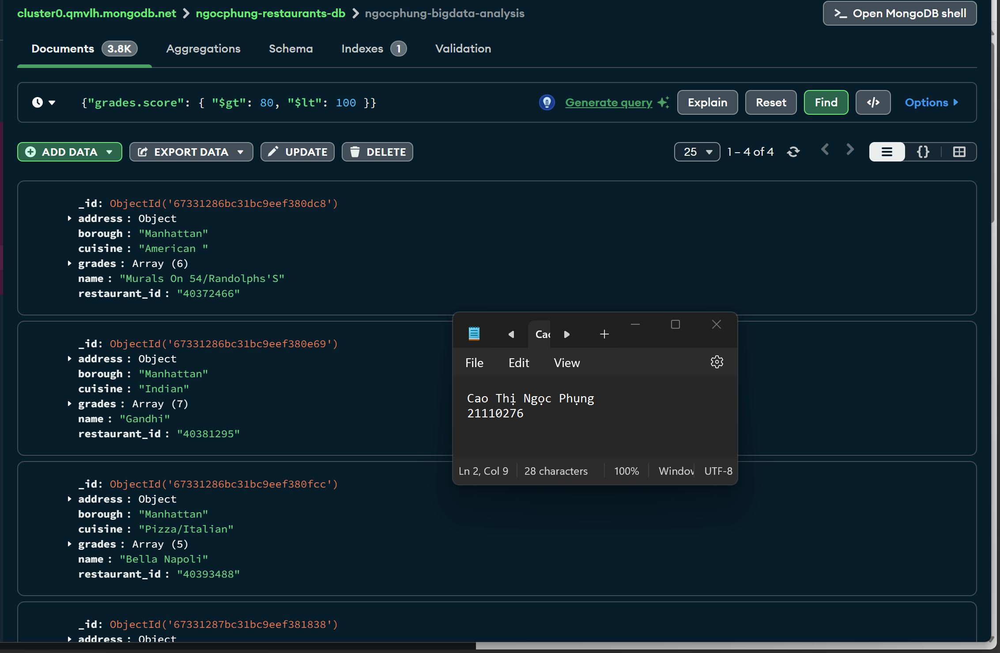 cluster0.qmvlh.mongodb.net > ngocphung-restaurants-db > ngocphung-bigdata-analysis
>_ Open MongoDB shell
Documents 3.8K Aggregations Schema Indexes 1 Validation
{"grades.score": { "$gt": 80, "$lt": 100 }}
Generate query Explain Reset Find </> Options
ADD DATA EXPORT DATA UPDATE DELETE
25 1 – 4 of 4 {}
_id: ObjectId('67331286bc31bc9eef380dc8')
address : Object
borough : "Manhattan"
cuisine : "American "
grades : Array (6)
name : "Murals On 54/Randolphs'S"
restaurant_id : "40372466"
_id: ObjectId('67331286bc31bc9eef380e69')
address : Object
borough : "Manhattan"
cuisine : "Indian"
grades : Array (7)
name : "Gandhi"
restaurant_id : "40381295"
_id: ObjectId('67331286bc31bc9eef380fcc')
address : Object
borough : "Manhattan"
cuisine : "Pizza/Italian"
grades : Array (5)
name : "Bella Napoli"
restaurant_id : "40393488"
_id: ObjectId('67331287bc31bc9eef381838')
address : Object
Cao
File Edit View
Cao Thị Ngọc Phụng
21110276
Ln 2, Col 9 28 characters 100% Window UTF-8